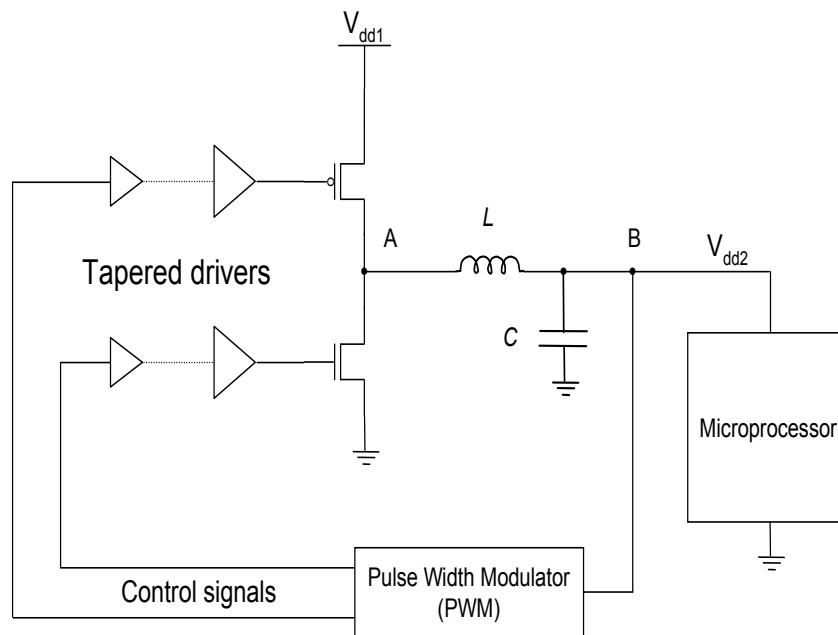 Vdd1
L
A
B
Vdd2
Tapered drivers
C
Microprocessor
Pulse Width Modulator
(PWM)
Control signals